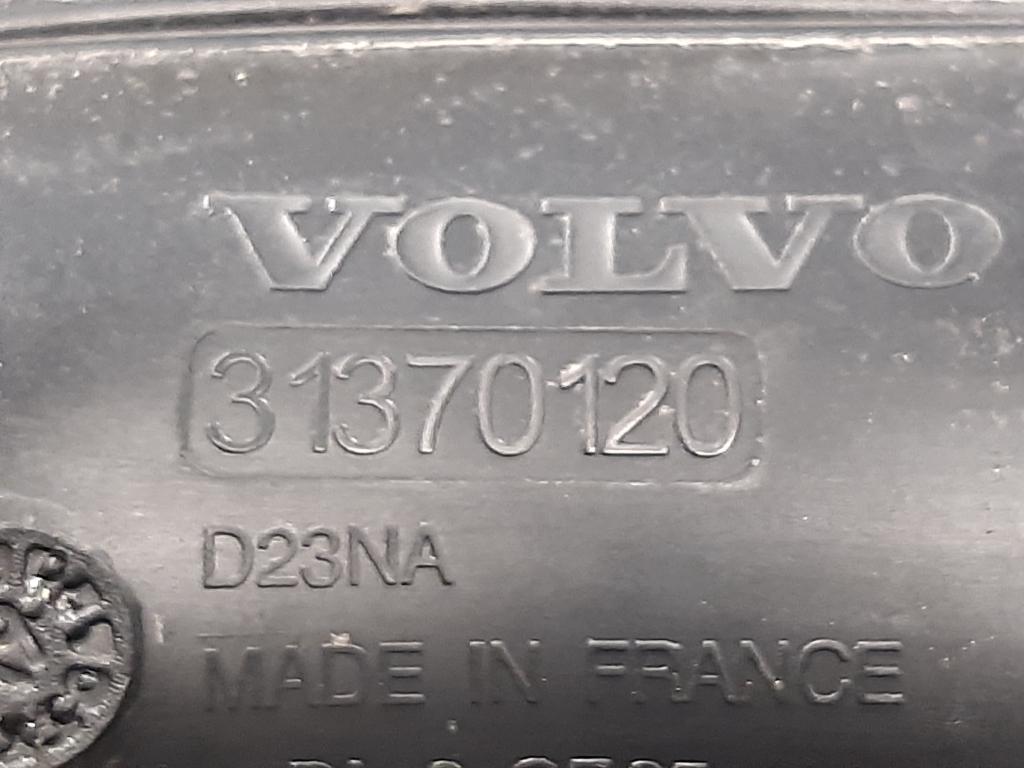 VOLVO
31370120
D23NA
MADE IN FRANCE